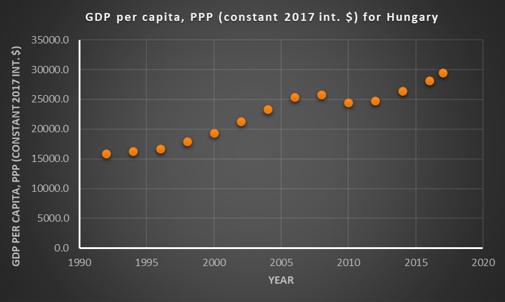 GDP per capita, PPP (constant 2017 int. $) for Hungary
GDP PER CAPITA, PPP (CONSTANT 2017 INT. $)
35000.0
30000.0
25000.0
20000.0
15000.0
10000.0
5000.0
0.0
1990 1995 2000 2005 2010 2015 2020
YEAR